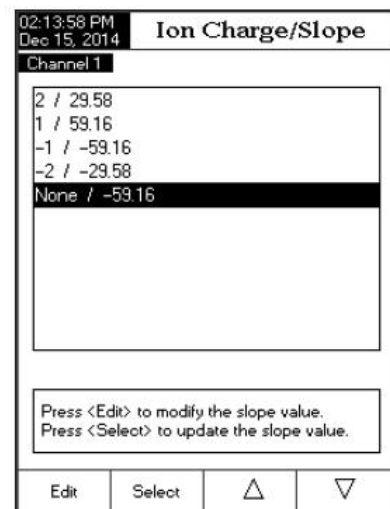 02:13:58 PM
Dec 15, 2014
Ion Charge/Slope
Channel 1
2 / 29.58
1 / 59.16
-1 / -59.16
-2 / -29.58
None / -59.16
Press <Edit> to modify the slope value.
Press <Select> to update the slope value.
Edit
Select